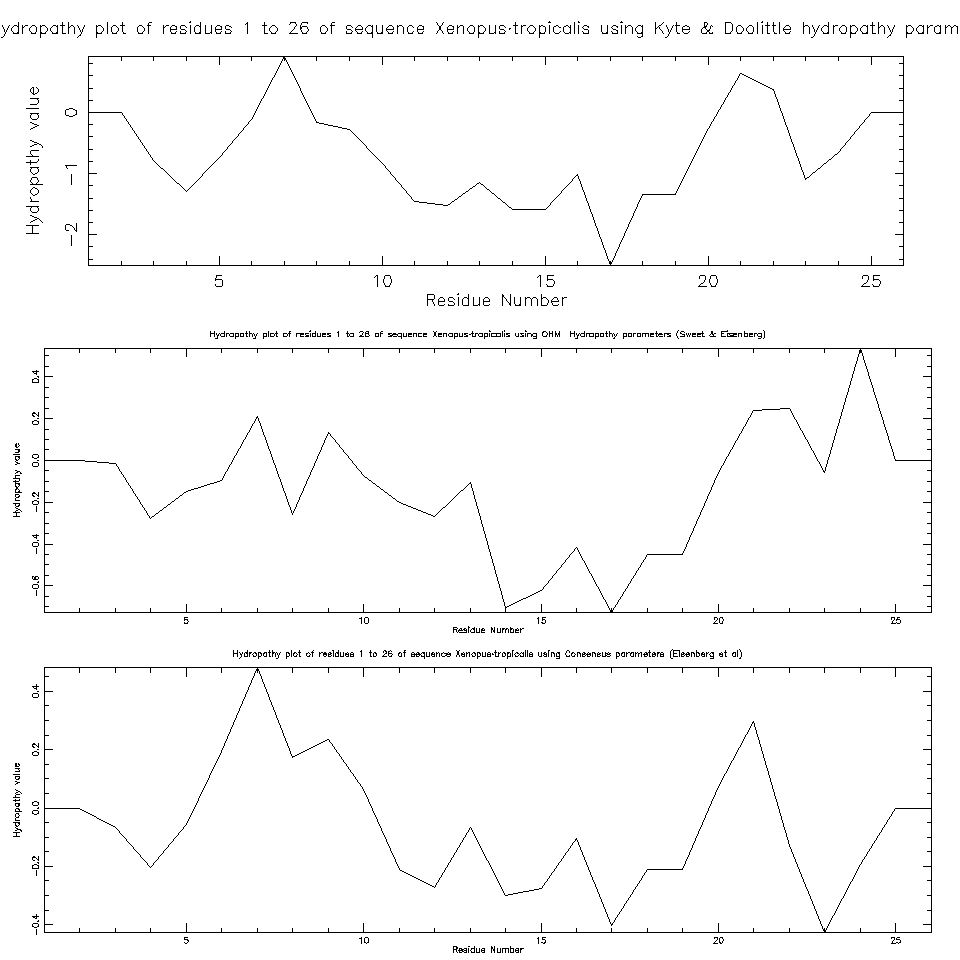 ydropathy plot of residues 1 to 26 of sequence Xenopus-tropicalis using Kyte & Doolittle hydropathy param
Hydropathy value
0
-1
-2
5 10 15 20 25
Residue Number
Hydropathy plot of residues 1 to 26 of sequence Xenopus-tropicalis using OHM Hydropathy parameters (Sweet & Eisenberg)
Hydropathy value
0.4
0.2
0.0
-0.2
-0.4
-0.6
5 10 15 20 25
Residue Number
Hydropathy plot of residues 1 to 26 of sequence Xenopus-tropicalis using Consensus parameters (Eisenberg et al)
Hydropathy value
0.4
0.2
0.0
-0.2
-0.4
5 10 15 20 25
Residue Number